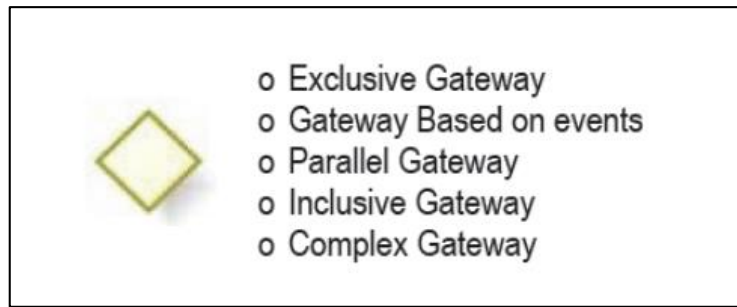 o Exclusive Gateway
o Gateway Based on events
o Parallel Gateway
o Inclusive Gateway
o Complex Gateway